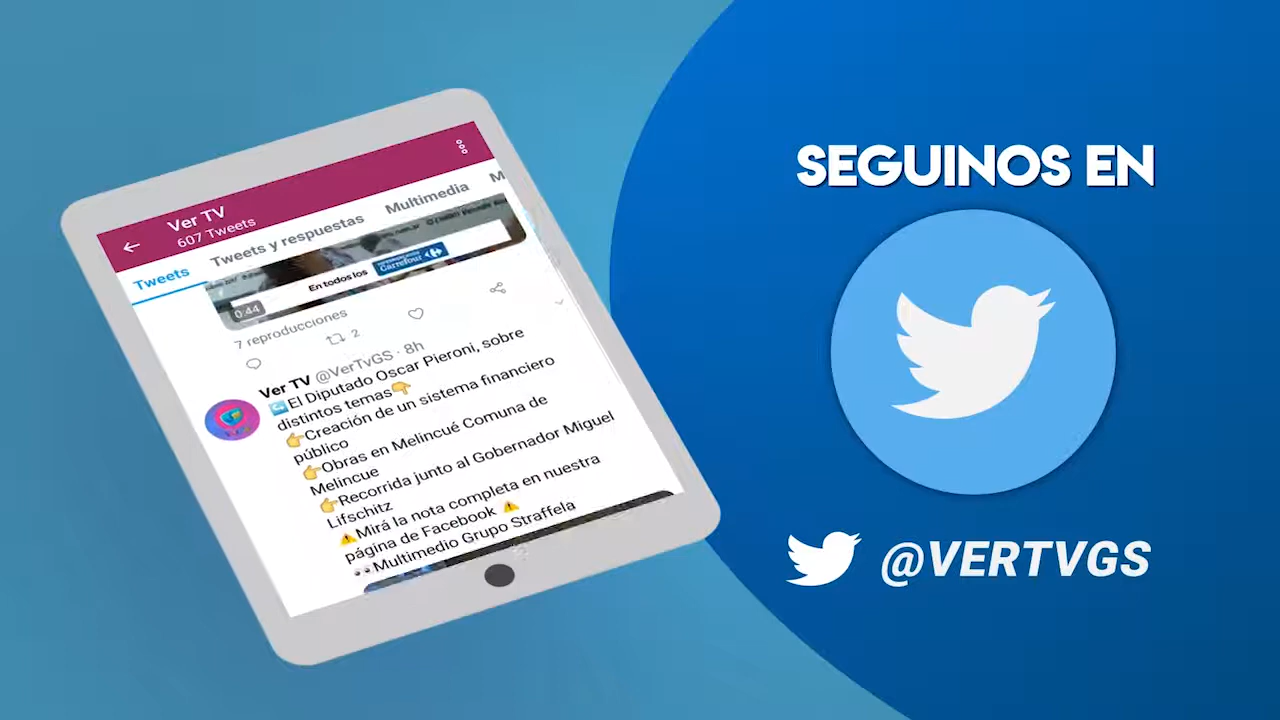 Ver TV
607 Tweets
Tweets
Tweets y respuestas
Multimedia
M
En todos los
Carrefour
0:44
7 reproducciones
2
Ver TV @VerTvGS · 8h
El Diputado Oscar Pieroni, sobre
distintos temas
Creación de un sistema financiero
público
Obras en Melincué Comuna de
Melincue
Recorrida junto al Gobernador Miguel
Lifschitz
Mirá la nota completa en nuestra
página de Facebook
Multimedio Grupo Straffela
SEGUINOS EN
@VERTVGS